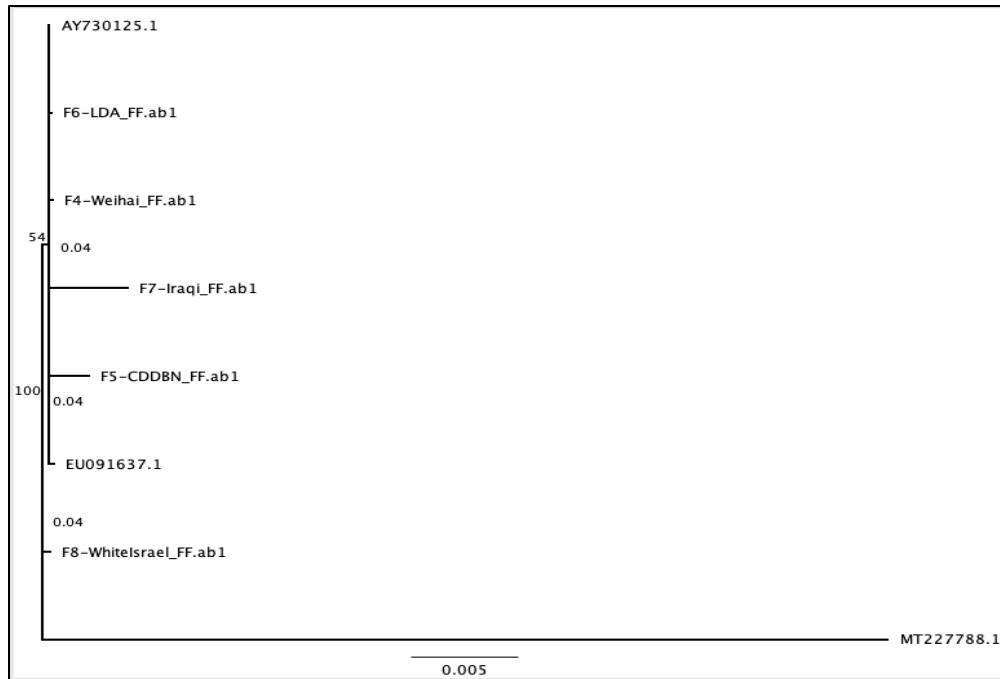 AY730125.1
F6-LDA_FF.ab1
F4-Weihai_FF.ab1
54
0.04
F7-Iraqi_FF.ab1
F5-CDDBN_FF.ab1
100
0.04
EU091637.1
0.04
F8-WhiteIsrael_FF.ab1
MT227788.1
0.005